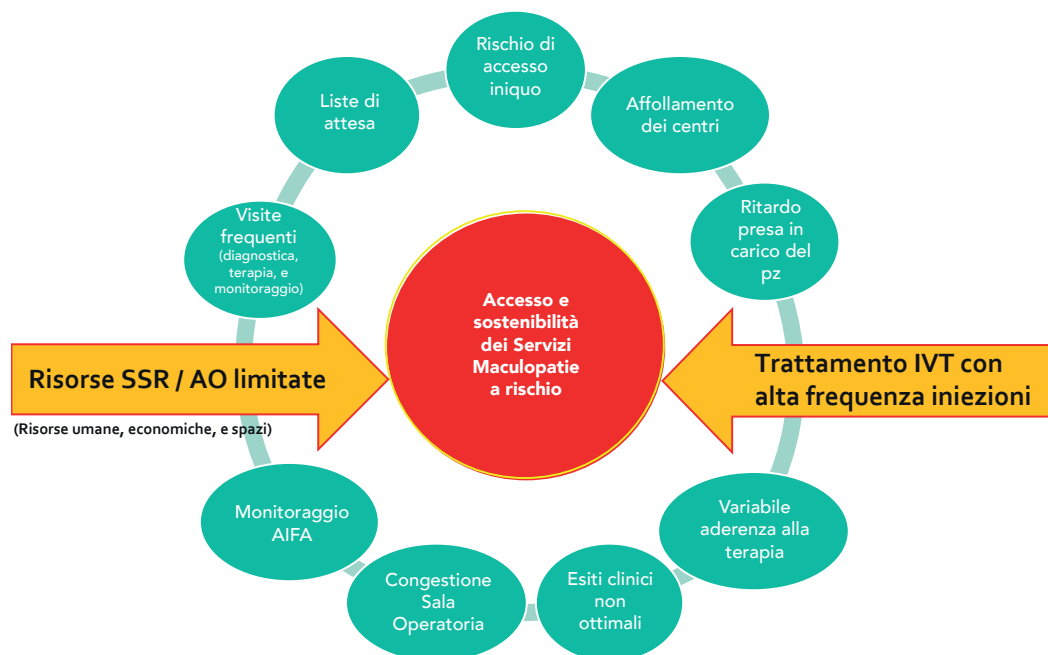 Rischio di
accesso
iniquo
Liste di
attesa
Affollamento
dei centri
Visite
frequenti
(diagnostica,
terapia, e
monitoraggio)
Ritardo
presa in
carico del
pz
Accesso e
sostenibilità
dei Servizi
Maculopatie
a rischio
Risorse SSR / AO limitate
(Risorse umane, economiche, e spazi)
Trattamento IVT con
alta frequenza iniezioni
Monitoraggio
AIFA
Variabile
aderenza alla
terapia
Congestione
Sala
Operatoria
Esiti clinici
non
ottimali